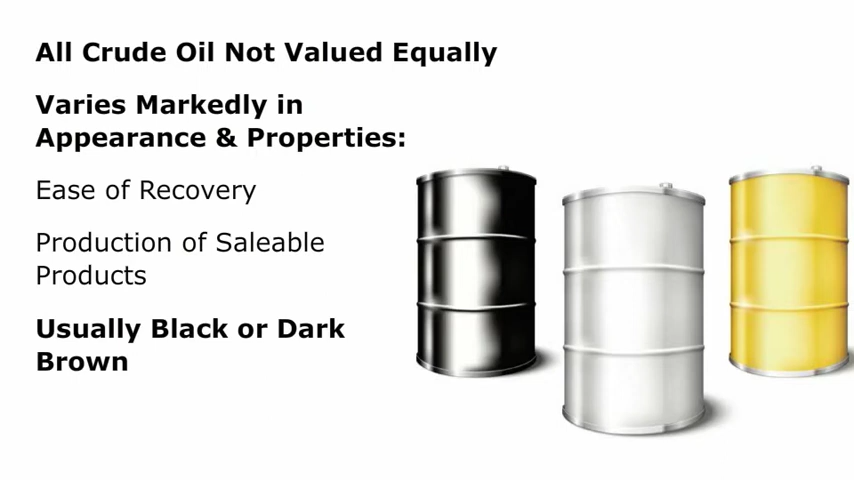 All Crude Oil Not Valued Equally
Varies Markedly in
Appearance & Properties:
Ease of Recovery
Production of Saleable
Products
Usually Black or Dark
Brown